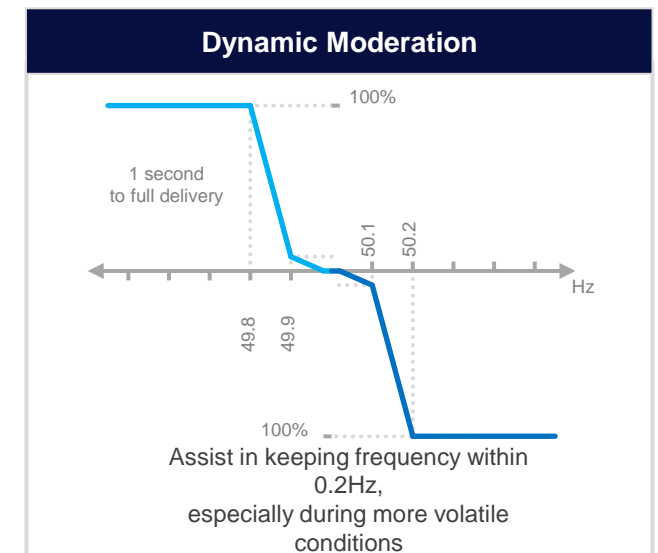 Dynamic Moderation
100%
1 second
to full delivery
50.1
50.2
Hz
49.8
49.9
100%
Assist in keeping frequency within
0.2Hz,
especially during more volatile
conditions